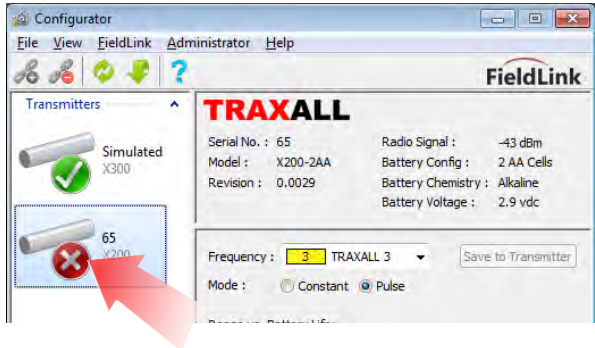 Configurator
File View FieldLink Administrator Help
FieldLink
Transmitters
Simulated
X300
65
X200
TRAXALL
Serial No. : 65
Model : X200-2AA
Revision : 0.0029
Radio Signal : -43 dBm
Battery Config : 2 AA Cells
Battery Chemistry : Alkaline
Battery Voltage : 2.9 vdc
Frequency : 3 TRAXALL 3
Save to Transmitter
Mode : Constant Pulse